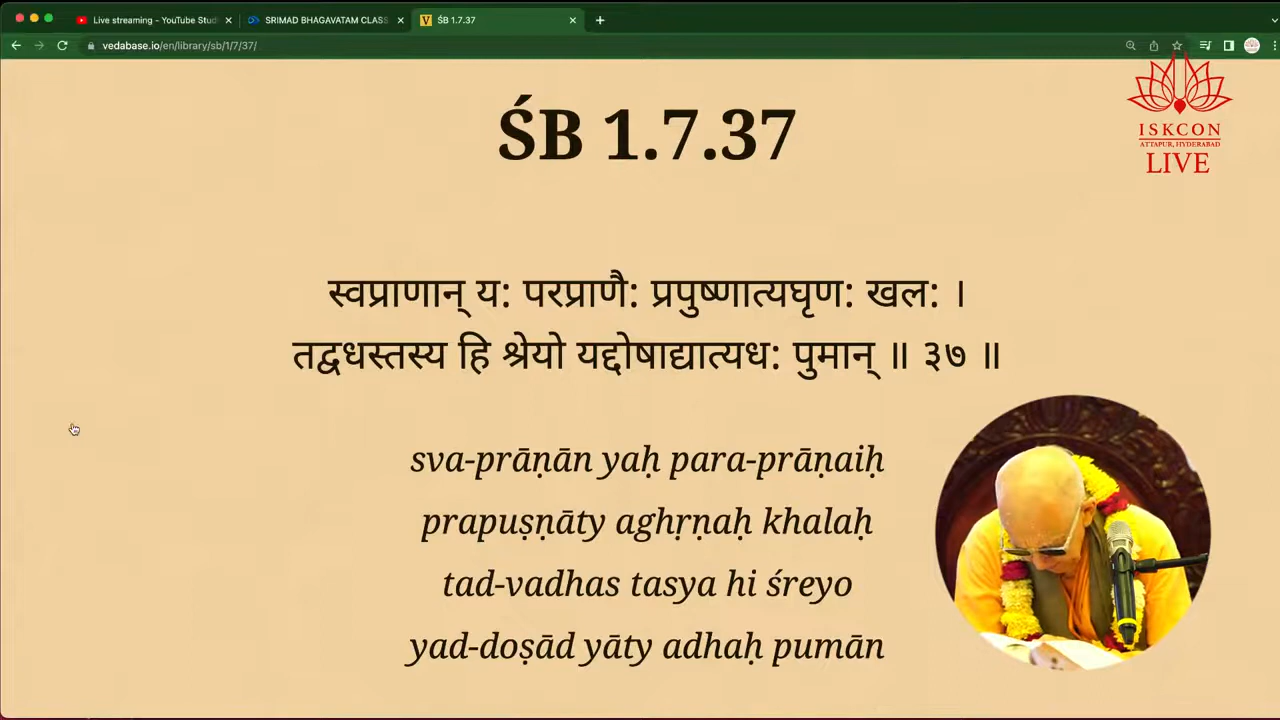 Live streaming - YouTube Stud
SRIMAD BHAGAVATAM CLASS
V ŚB 1.7.37
vedabase.io/en/library/sb/1/7/37/
ISKCON
ATTAPUR, HYDERABAD
LIVE
ŚB 1.7.37
स्वप्राणान् य: परप्राणै: प्रपुष्णात्यघृण: खल: ।
तद्वधस्तस्य हि श्रेयो यद्दोषाद्यात्यध: पुमान् ॥ ३७ ॥
sva-prāṇān yaḥ para-prāṇaiḥ
prapuṣṇāty aghṛṇaḥ khalaḥ
tad-vadhas tasya hi śreyo
yad-doṣād yāty adhaḥ pumān